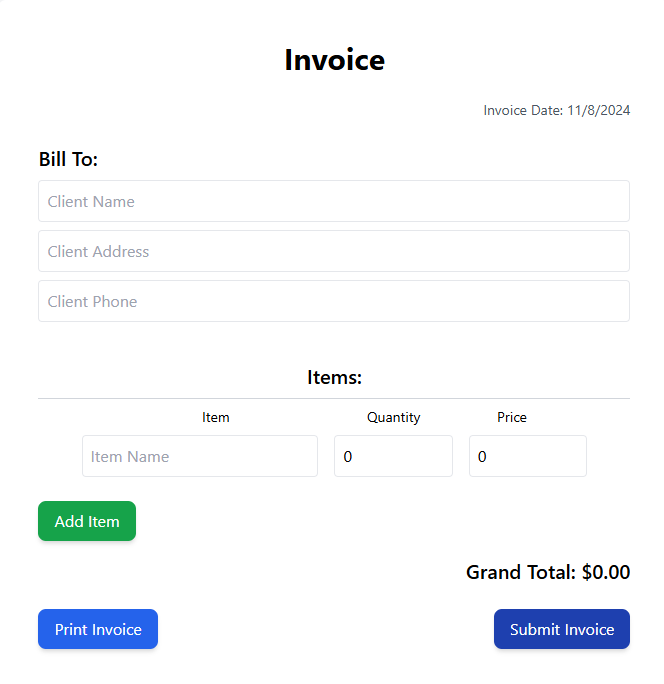 Invoice
Invoice Date: 11/8/2024
Bill To:
Client Name
Client Address
Client Phone
Items:
Item Quantity Price
Item Name 0 0
Add Item
Grand Total: $0.00
Print Invoice Submit Invoice